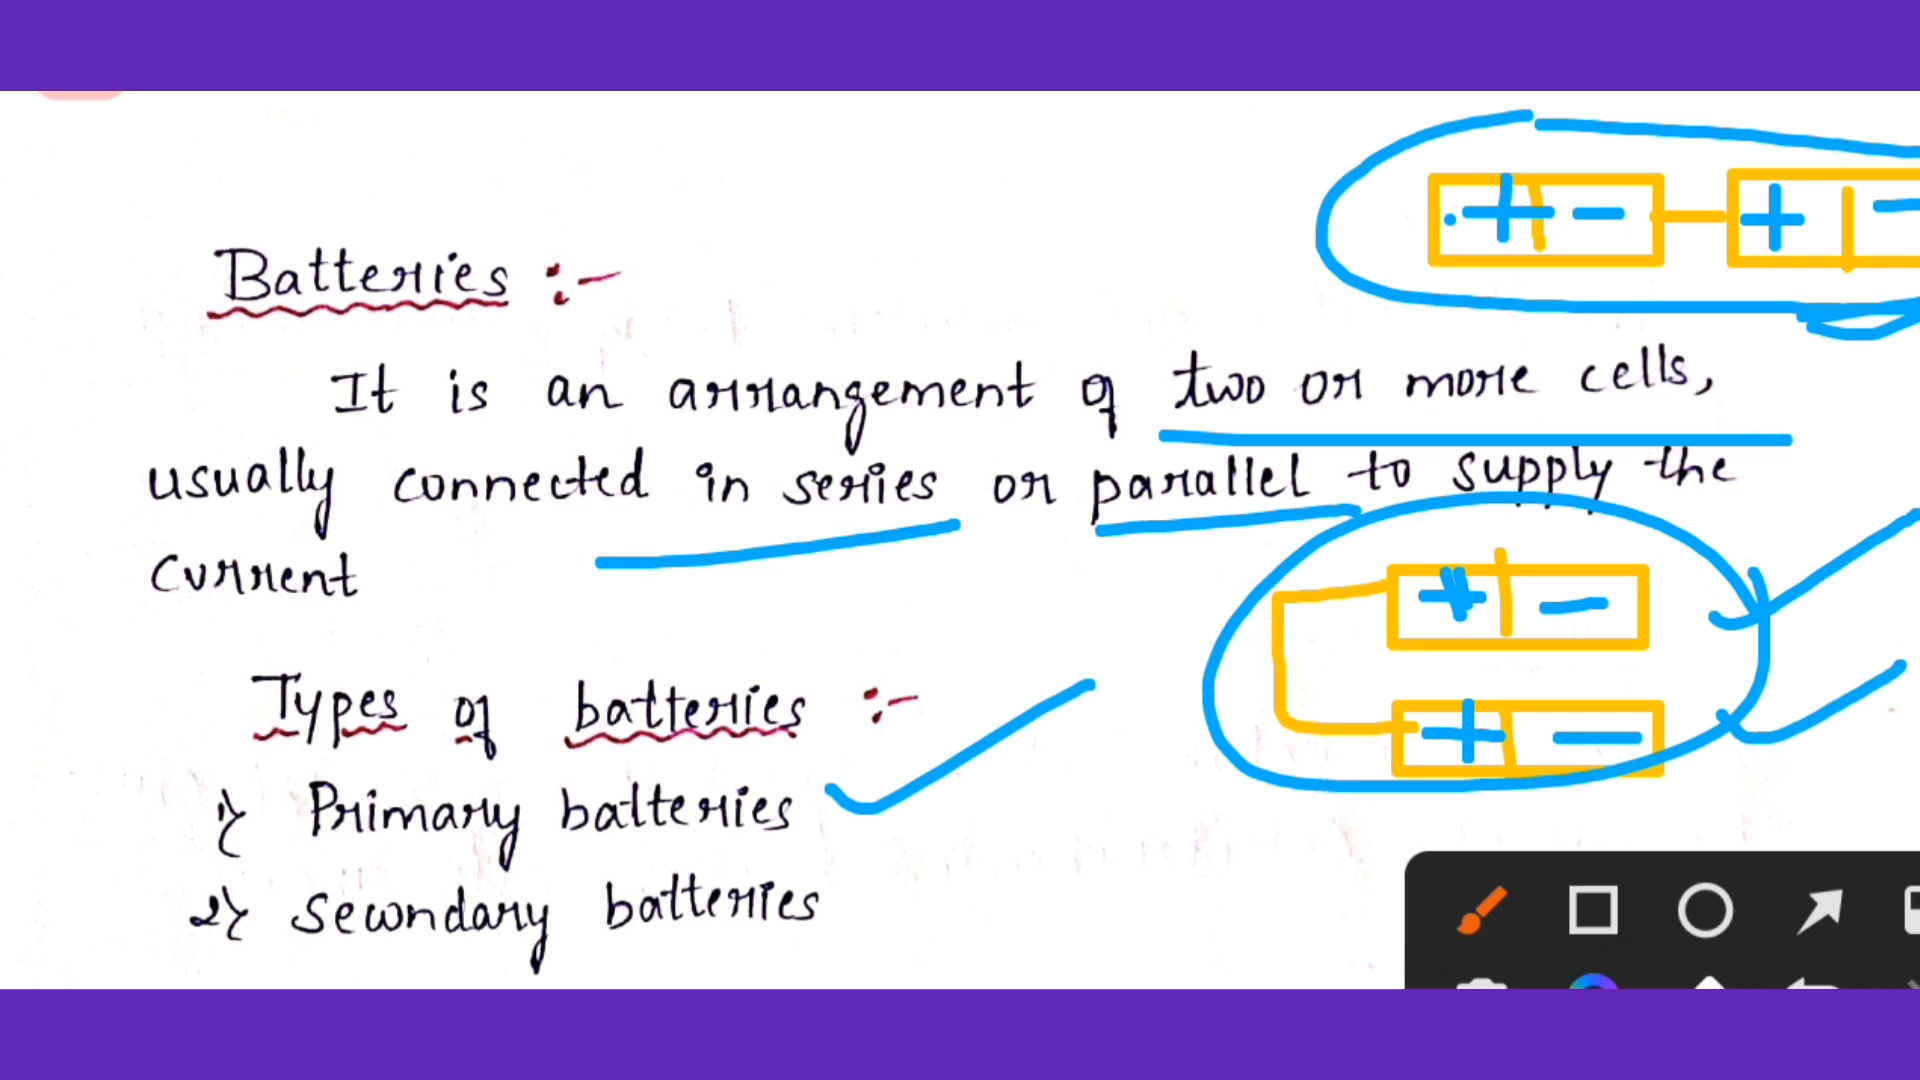 Batteries :-
It is an arrangement of two or more cells,
usually connected in series or parallel to supply the
current
Types of batteries :-
1} Primary batteries
2} Secondary batteries
+ -
+ -
+ -
+ -